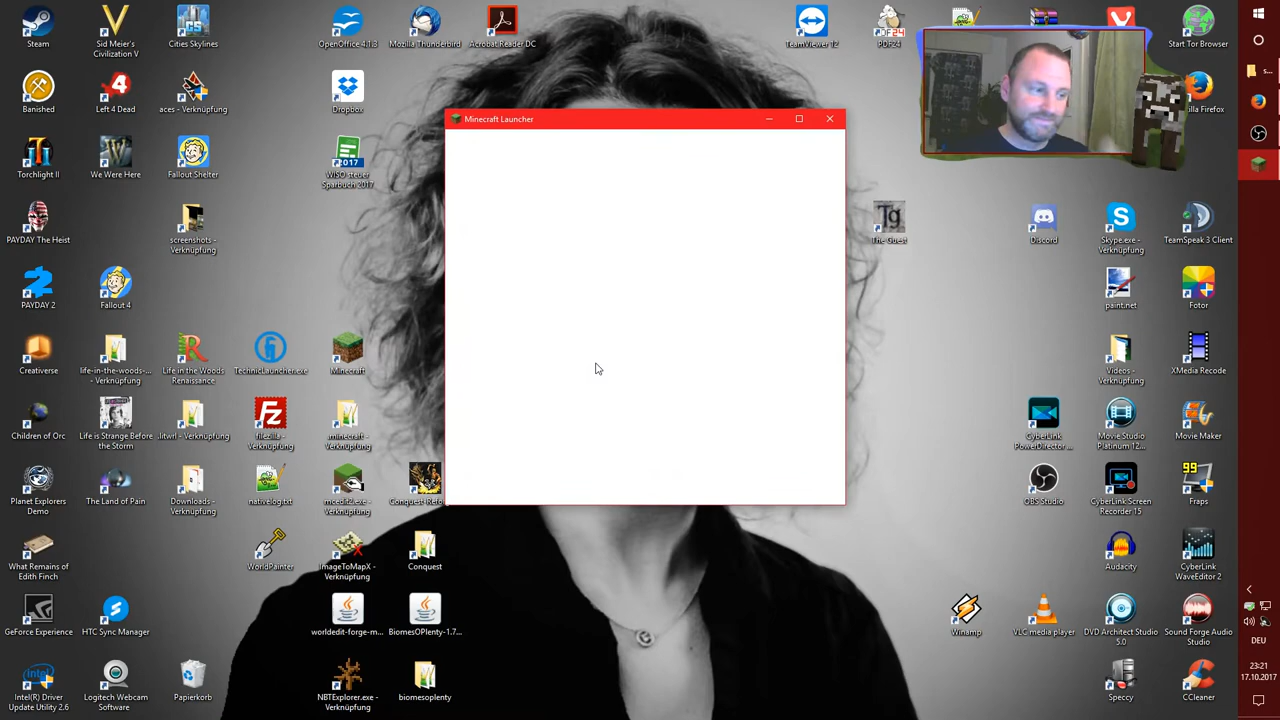 Steam
Sid Meier's
Civilization V
Cities Skylines
OpenOffice 4.1.3
Mozilla Thunderbird
Acrobat Reader DC
TeamViewer 12
PDF24
Start Tor Browser
Banished
Left 4 Dead
aces - Verknüpfung
Dropbox
Minecraft Launcher
Torchlight II
We Were Here
Fallout Shelter
2017
WISO steuer
Sparbuch 2017
PAYDAY The Heist
screenshots -
Verknüpfung
Tg
The Guest
Discord
Skype.exe -
Verknüpfung
TeamSpeak 3 Client
PAYDAY 2
Fallout 4
paint.net
Fotor
Creativerse
life-in-the-woods-...
- Verknüpfung
Life in the Woods
Renaissance
TechnicLauncher.exe
Minecraft
Videos -
Verknüpfung
XMedia Recode
Children of Orc
Life is Strange Before
the Storm
.litwrl - Verknüpfung
filezilla -
Verknüpfung
.minecraft -
Verknüpfung
CyberLink
PowerDirector ...
Movie Studio
Platinum 12...
Movie Maker
Planet Explorers
Demo
The Land of Pain
Downloads -
Verknüpfung
nativelog.txt
mcedit2.exe -
Verknüpfung
OBS Studio
CyberLink Screen
Recorder 15
99
Fraps
What Remains of
Edith Finch
WorldPainter
ImageToMapX -
Verknüpfung
Conquest
Audacity
CyberLink
WaveEditor 2
GeForce Experience
HTC Sync Manager
worldedit-forge-m...
BiomesOPlenty-1.7...
Winamp
VLC media player
DVD Architect Studio
5.0
Sound Forge Audio
Studio
DEU
23:21
17.10.2017
Intel(R) Driver
Update Utility 2.6
Logitech Webcam
Software
Papierkorb
NBTExplorer.exe -
Verknüpfung
biomesoplenty
Speccy
CCleaner